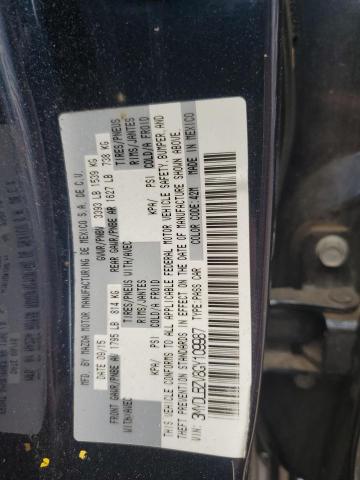 MFD. BY MAZDA MOTOR MANUFACTURING DE MEXICO S.A. DE C.V.
DATE 09/15 GVWR/PNBV 3393 LB 1539 KG
FRONT GAWR/PNBE AV 1795 LB 814 KG REAR GAWR/PNBE AR 1627 LB 738 KG
WITH/AVEC TIRES/PNEUS WITH/AVEC TIRES/PNEUS
RIMS/JANTES RIMS/JANTES
KPA/ PSI COLD/A FROID KPA/ PSI COLD/A FROID
THIS VEHICLE CONFORMS TO ALL APPLICABLE FEDERAL MOTOR VEHICLE SAFETY, BUMPER, AND
THEFT PREVENTION STANDARDS IN EFFECT ON THE DATE OF MANUFACTURE SHOWN ABOVE.
TYPE: PASS CAR COLOR CODE: 42M MADE IN MEXICO